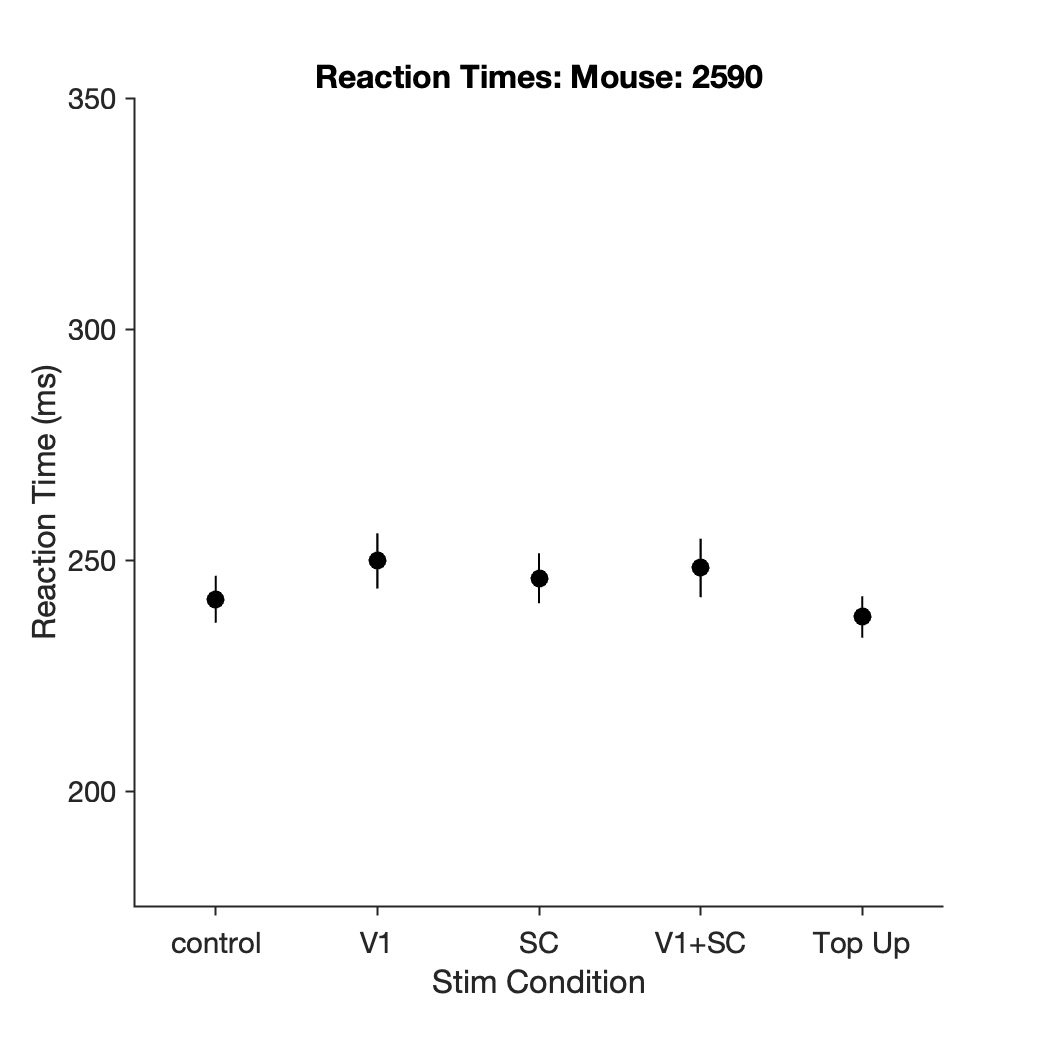 Reaction Times: Mouse: 2590
350
300
250
200
Reaction Time (ms)
control V1 SC V1+SC Top Up
Stim Condition